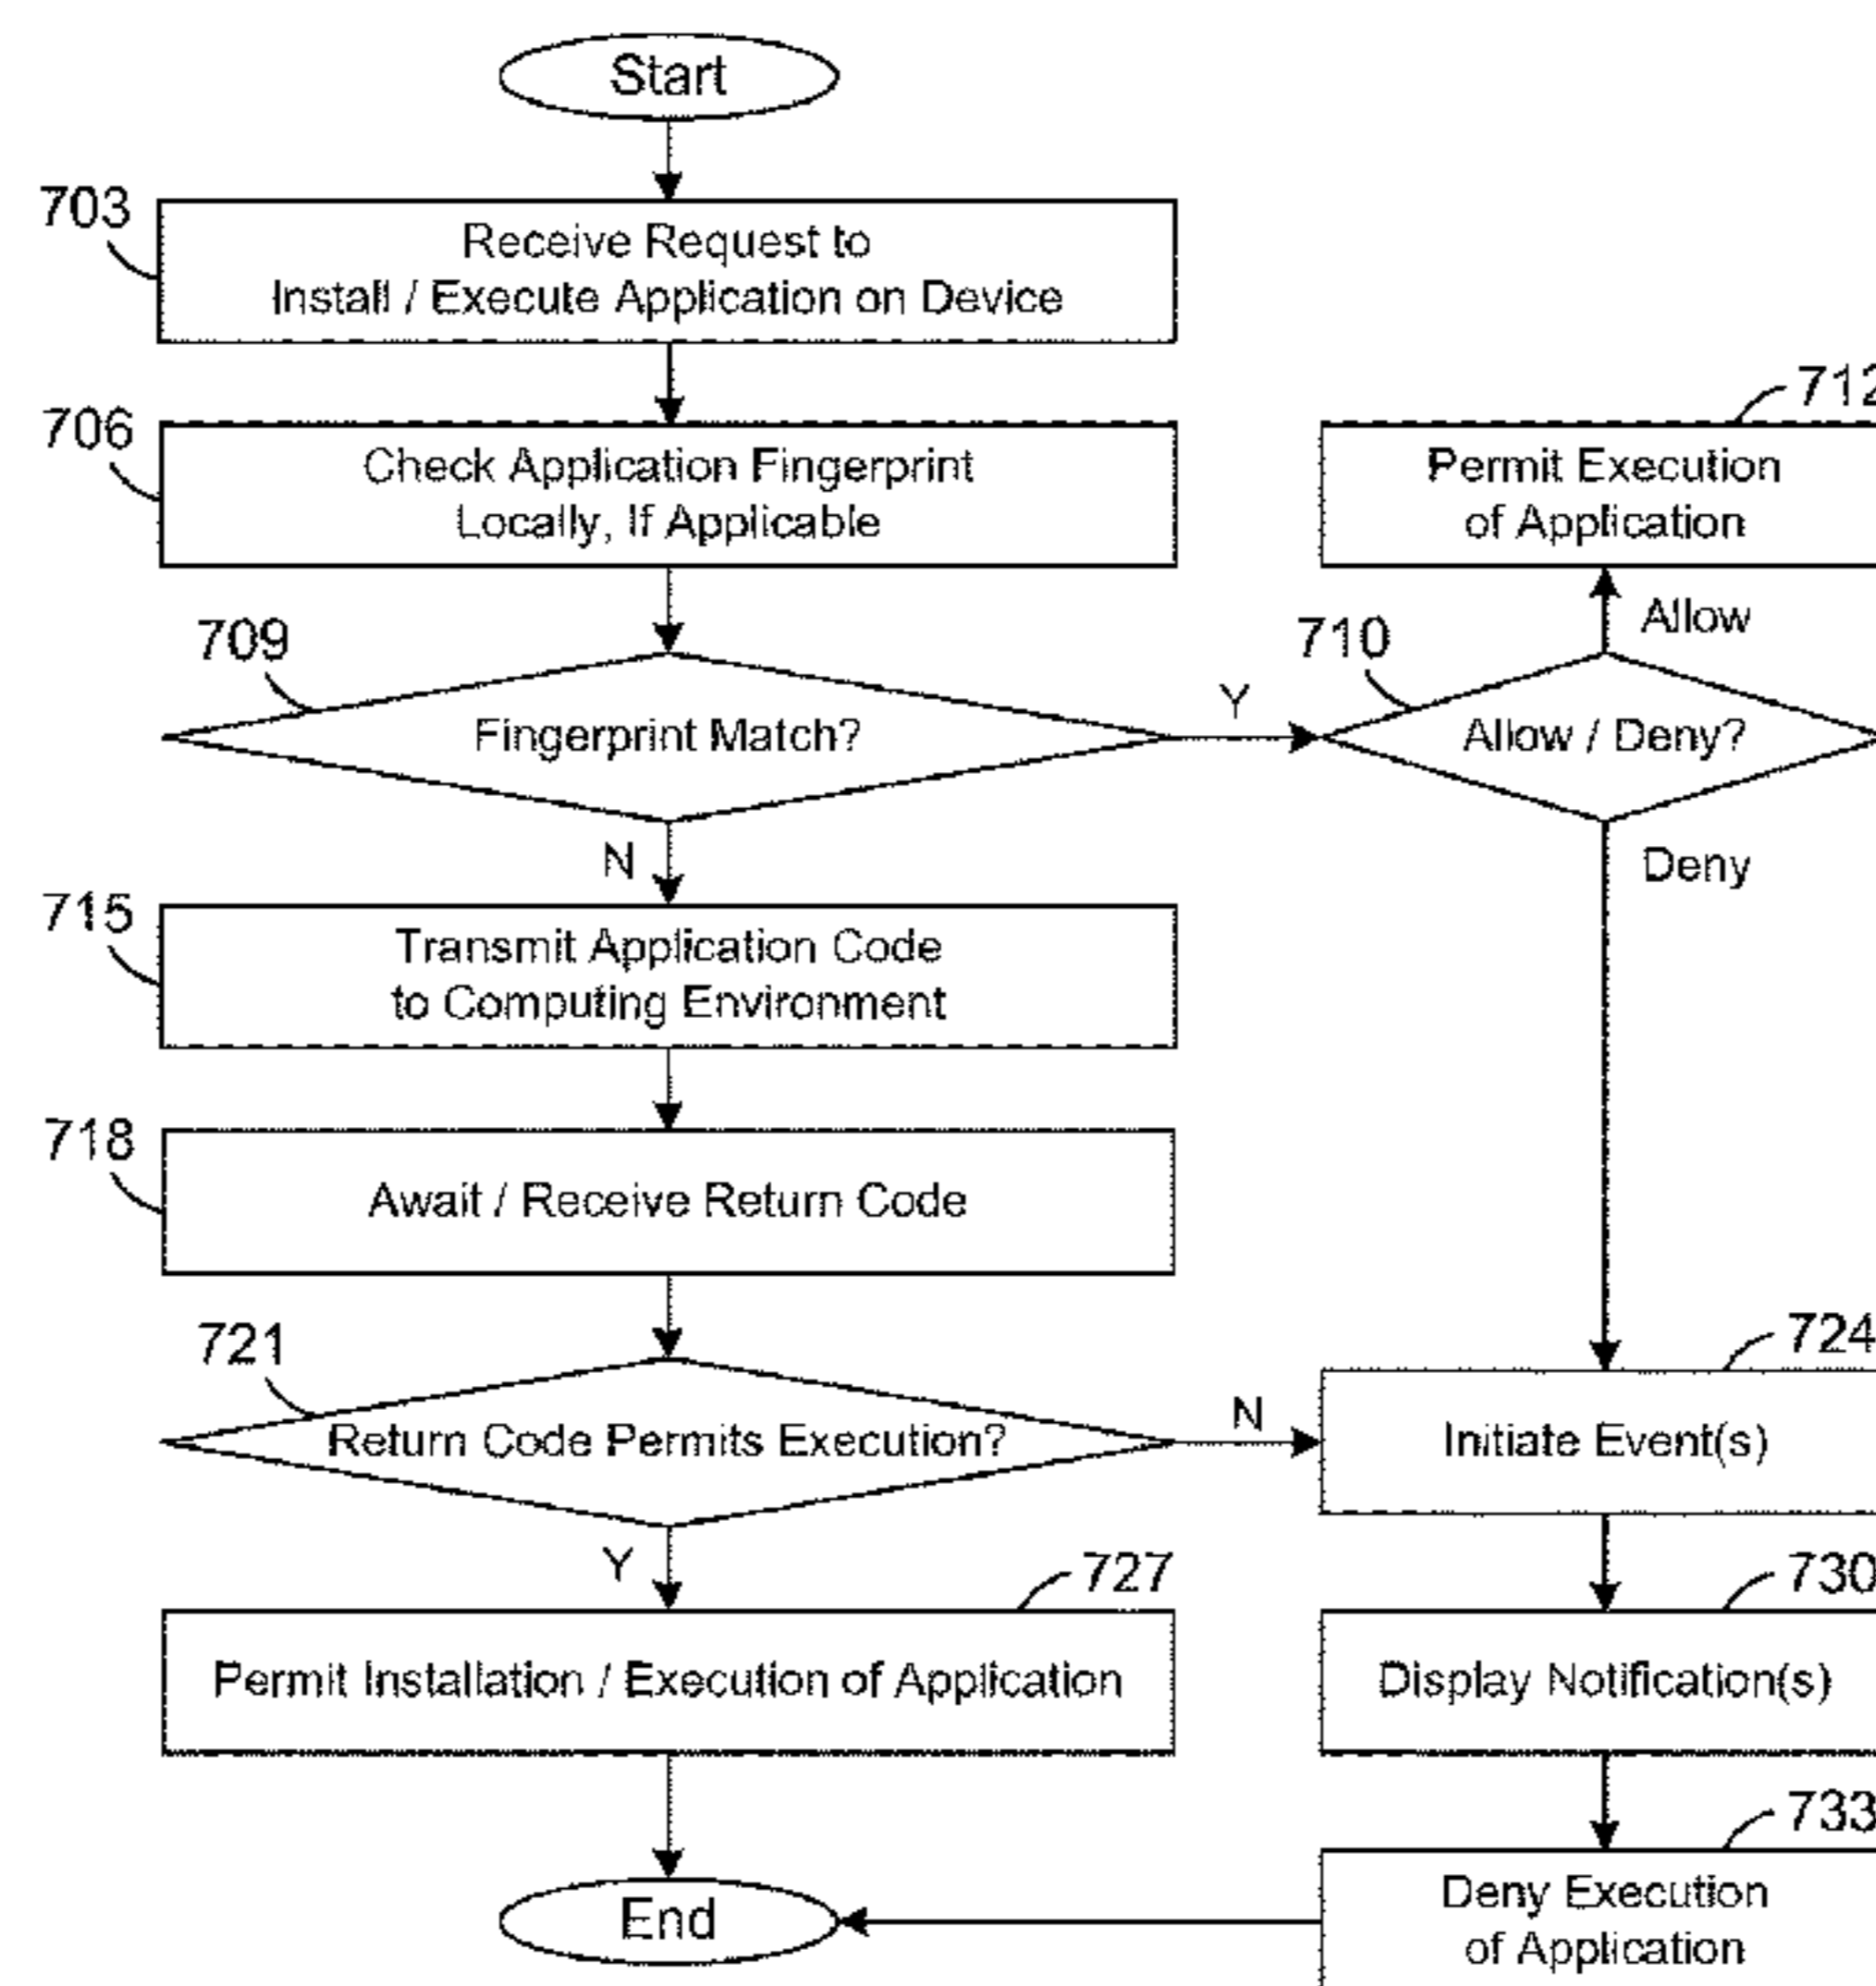 Start
703
Receive Request to
Install / Execute Application on Device
706
Check Application Fingerprint
Locally, If Applicable
712
Permit Execution
of Application
Allow
709
Fingerprint Match?
Y
710
Allow / Deny?
Deny
N
715
Transmit Application Code
to Computing Environment
718
Await / Receive Return Code
721
Return Code Permits Execution?
N
724
Initiate Event(s)
Y
727
Permit Installation / Execution of Application
730
Display Notification(s)
733
Deny Execution
of Application
End